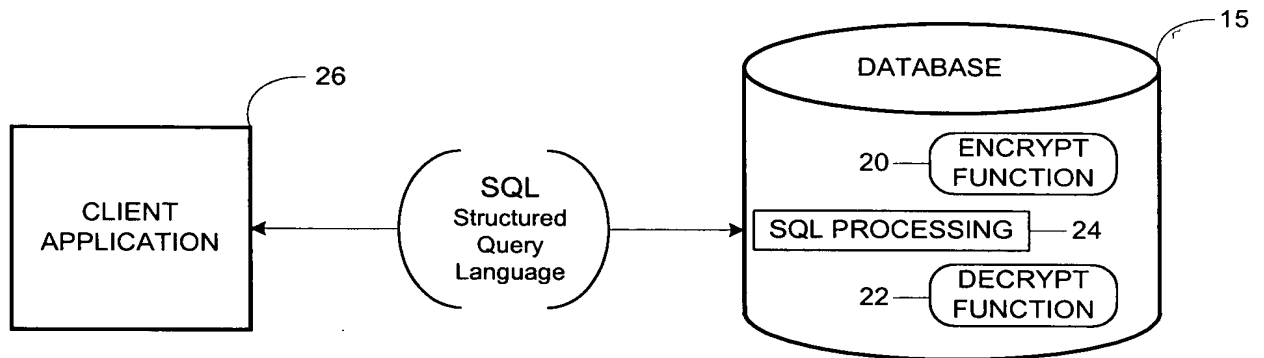 15
DATABASE
26
20
ENCRYPT
FUNCTION
CLIENT
APPLICATION
SQL
Structured
Query
Language
SQL PROCESSING
24
22
DECRYPT
FUNCTION